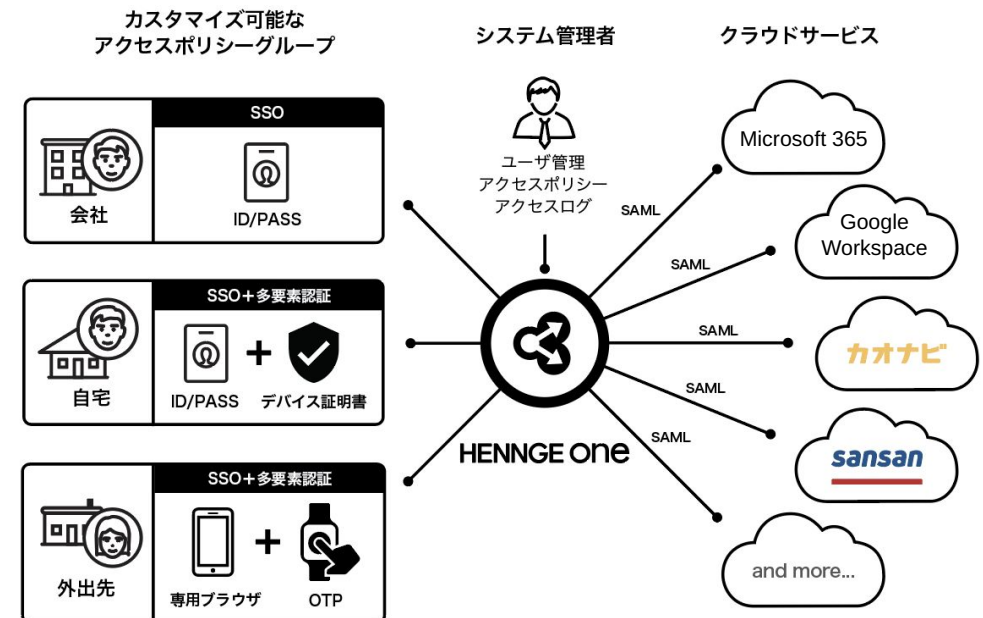 カスタマイズ可能な
アクセスポリシーグループ
SSO
会社
ID/PASS
SSO＋多要素認証
自宅
ID/PASS
+
デバイス証明書
SSO＋多要素認証
外出先
専用ブラウザ
+
OTP
システム管理者
ユーザ管理
アクセスポリシー
アクセスログ
HENNGE one
クラウドサービス
SAML
Microsoft 365
SAML
Google
Workspace
SAML
カオナビ
SAML
sansan
SAML
and more...